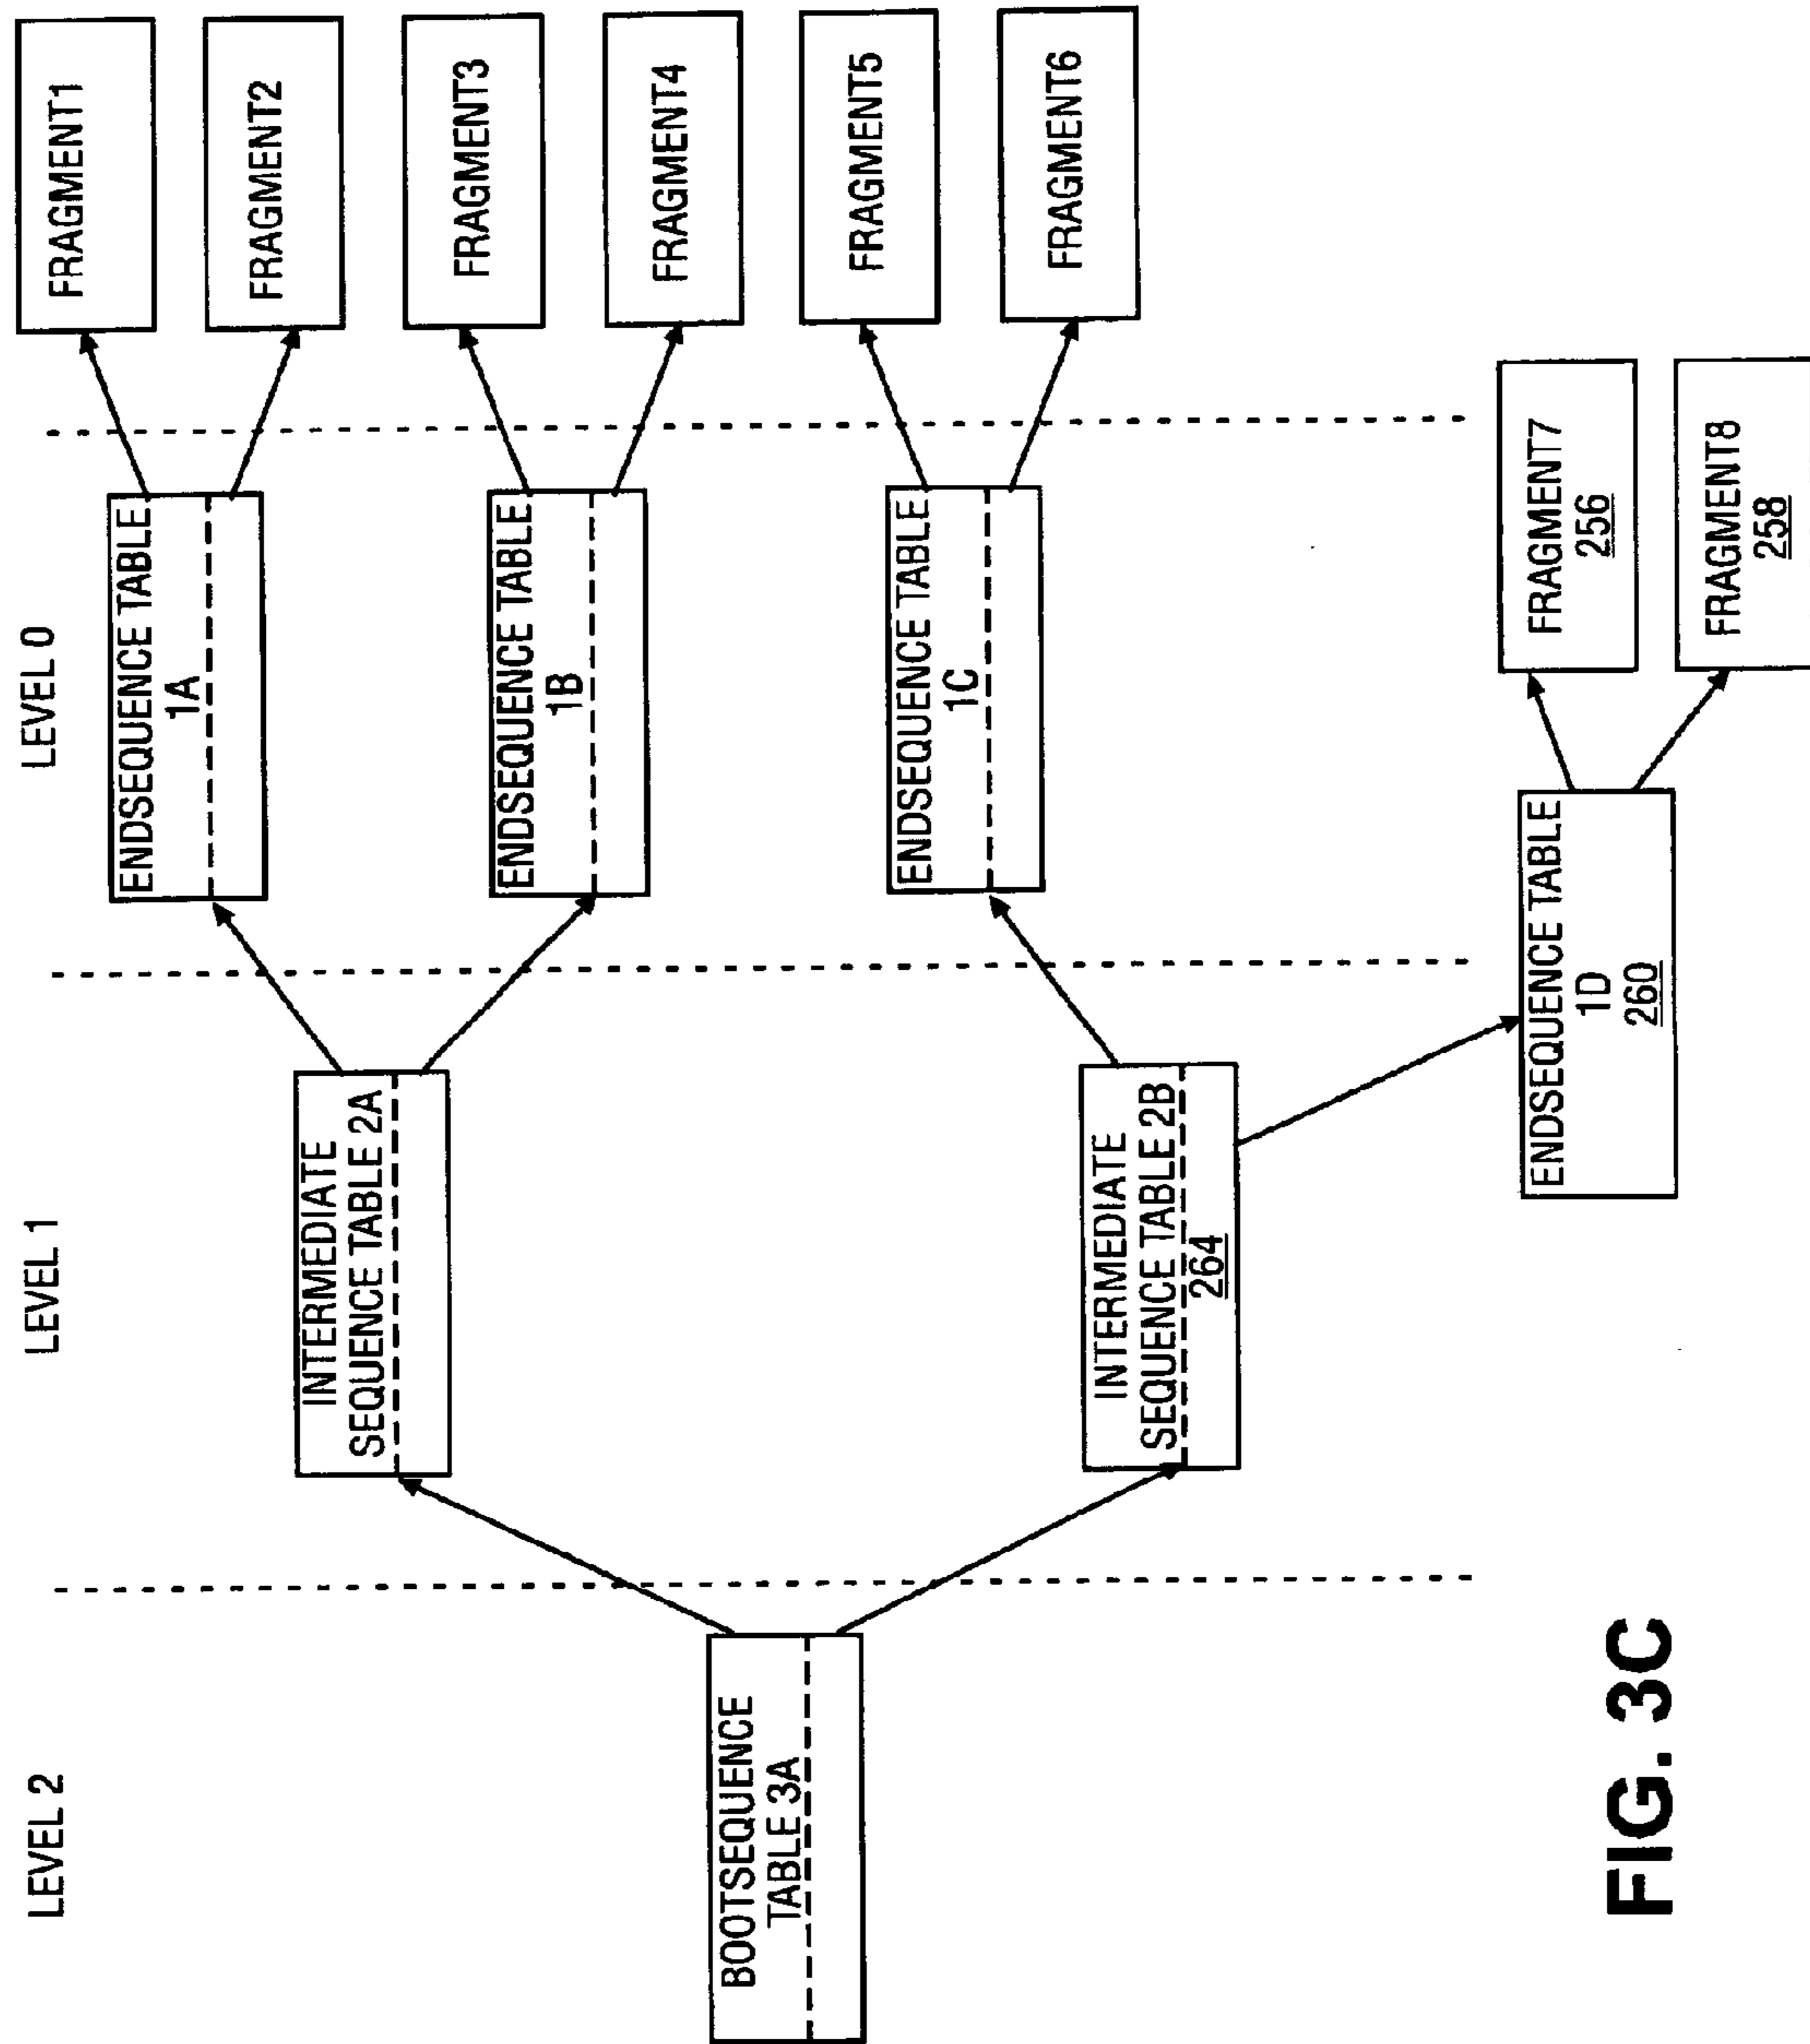 LEVEL 2
LEVEL 1
LEVEL 0
BOOTSEQUENCE
TABLE 3A
INTERMEDIATE
SEQUENCE TABLE 2A
INTERMEDIATE
SEQUENCE TABLE 2B
264
ENDSEQUENCE TABLE
1A
ENDSEQUENCE TABLE
1B
ENDSEQUENCE TABLE
1C
ENDSEQUENCE TABLE
1D
260
FRAGMENT1
FRAGMENT2
FRAGMENT3
FRAGMENT4
FRAGMENT5
FRAGMENT6
FRAGMENT7
256
FRAGMENT8
258
FIG. 3C